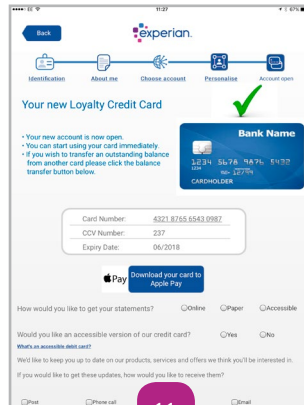 EE 11:27 67%
Back
experian.
Identification About me Choose account Personalise Account open
Your new Loyalty Credit Card
• Your new account is now open.
• You can start using your card immediately.
• If you wish to transfer an outstanding balance
from another card please click the balance
transfer button below.
Bank Name
1234 5678 9876 5432
1234
CARDHOLDER
Card Number: 4321 8765 6543 0987
CCV Number: 237
Expiry Date: 06/2018
Pay
Download your card to
Apple Pay
How would you like to get your statements? Online Paper Accessible
Would you like an accessible version of our credit card? Yes No
What's an accessible debit card?
We'd like to keep you up to date on our products, services and offers we think you'll be interested in.
If you would like to get these updates, how would you like to receive them?
Post Phone call Email